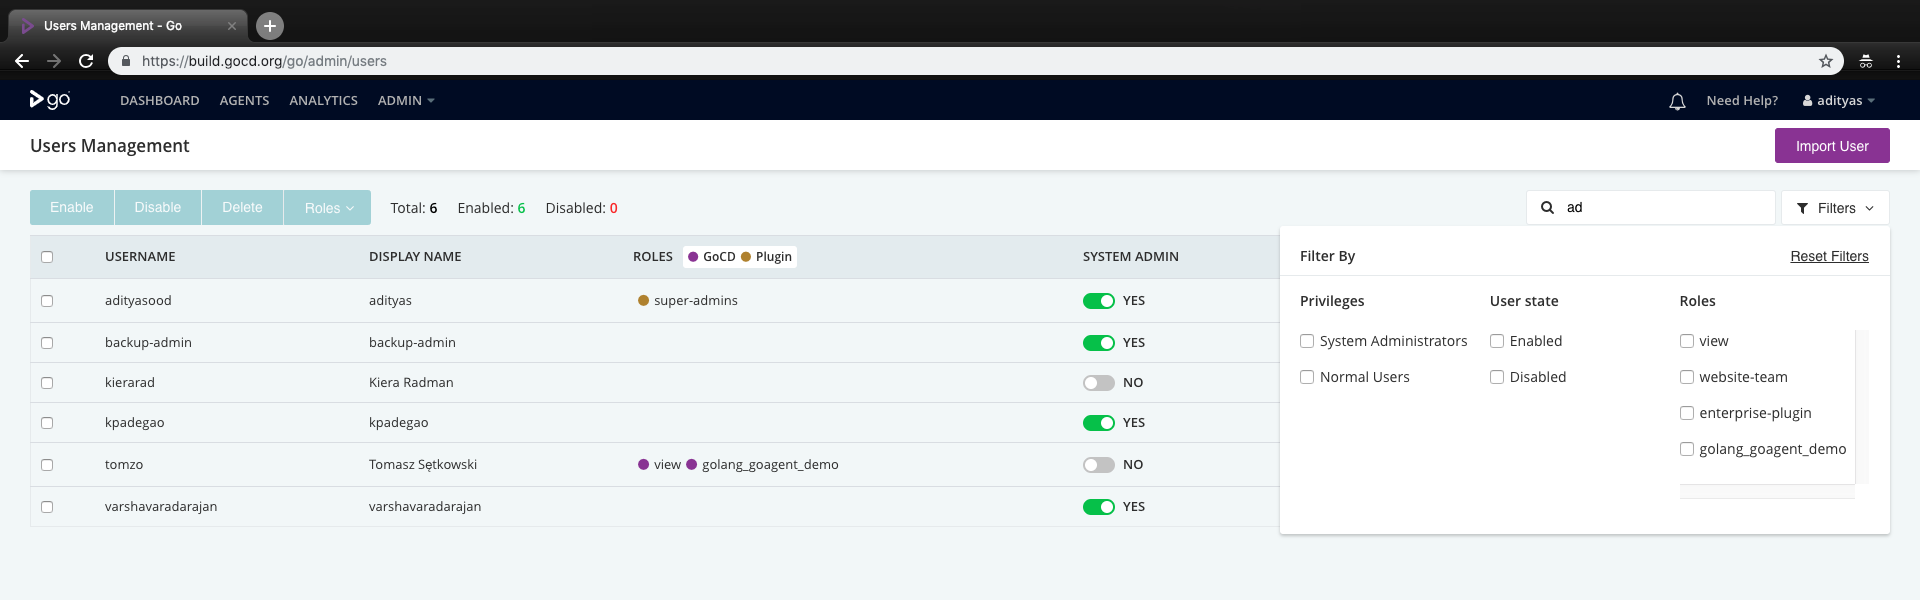 Users Management - Go
https://build.gocd.org/go/admin/users
go DASHBOARD AGENTS ANALYTICS ADMIN Need Help? adityas
Users Management Import User
Enable Disable Delete Roles Total: 6 Enabled: 6 Disabled: 0 ad Filters
USERNAME DISPLAY NAME ROLES GoCD Plugin SYSTEM ADMIN
adityasood adityas super-admins YES
backup-admin backup-admin YES
kierarad Kiera Radman NO
kpadegao kpadegao YES
tomzo Tomasz Sętkowski view golang_goagent_demo NO
varshavaradarajan varshavaradarajan YES
Filter By Reset Filters
Privileges User state Roles
System Administrators Enabled view
Normal Users Disabled website-team
enterprise-plugin
golang_goagent_demo